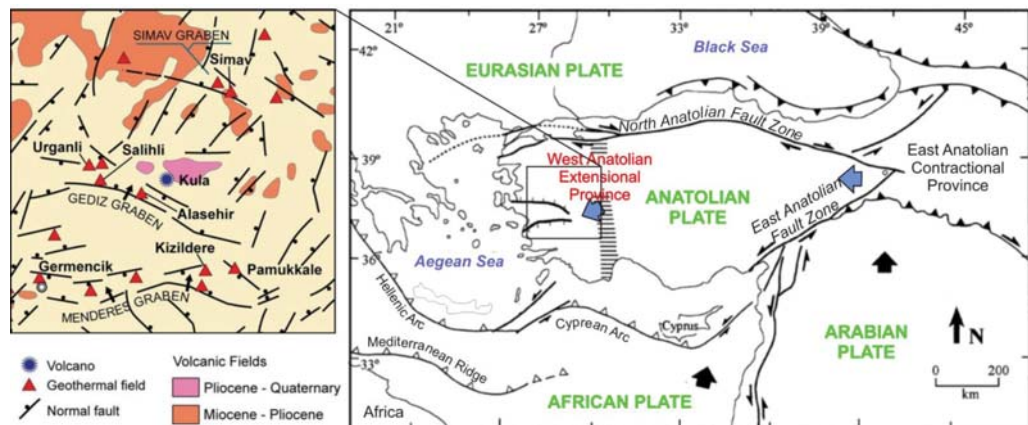 SIMAV GRABEN
Simav
Urganli
Salihli
Kula
GEDIZ GRABEN
Alasehir
Kizildere
Germencik
Pamukkale
MENDERES GRABEN
Volcano
Geothermal field
Normal fault
Volcanic Fields
Pliocene - Quaternary
Miocene - Pliocene
21°
27°
33°
39°
45°
42°
39°
36°
33°
Black Sea
EURASIAN PLATE
North Anatolian Fault Zone
West Anatolian
Extensional
Province
ANATOLIAN
PLATE
East Anatolian
Fault Zone
East Anatolian
Contractional
Province
Aegean Sea
Hellenic Arc
Cyprean Arc
Cyprus
Mediterranean Ridge
ARABIAN
PLATE
AFRICAN PLATE
Africa
N
0
200
km